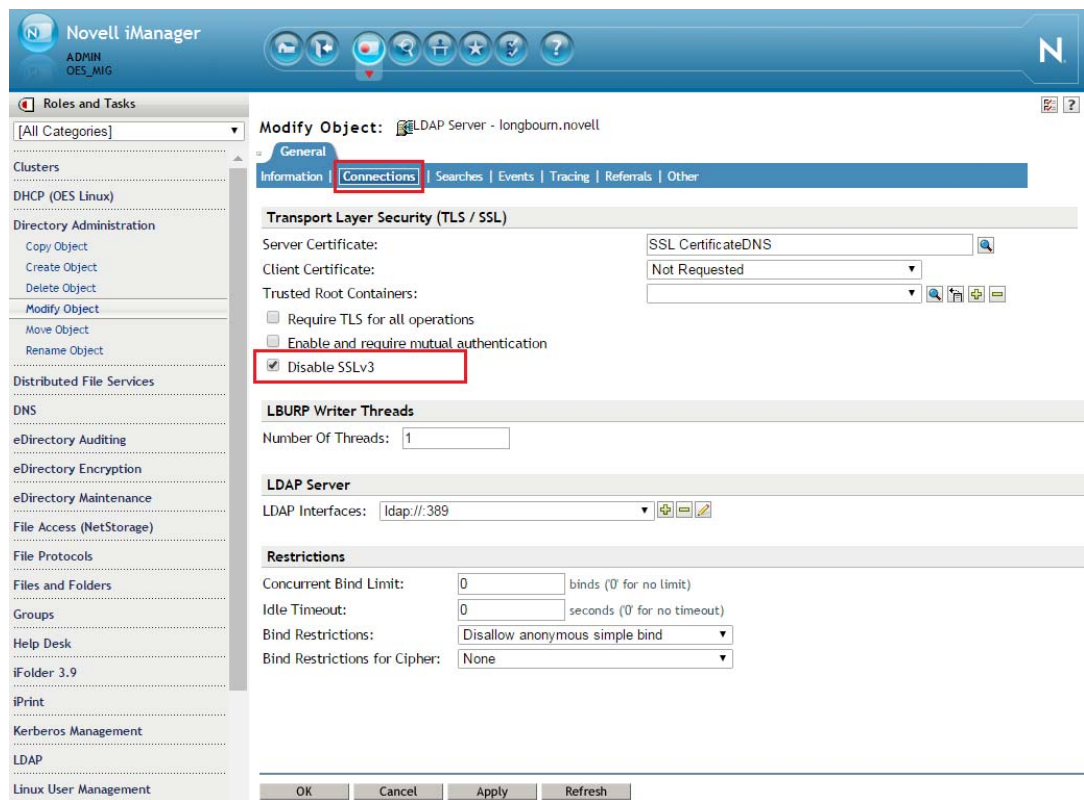 Novell iManager
ADMIN
OES_MIG
N
N
?
Roles and Tasks
[All Categories]
Clusters
DHCP (OES Linux)
Directory Administration
Copy Object
Create Object
Delete Object
Modify Object
Move Object
Rename Object
Distributed File Services
DNS
eDirectory Auditing
eDirectory Encryption
eDirectory Maintenance
File Access (NetStorage)
File Protocols
Files and Folders
Groups
Help Desk
iFolder 3.9
iPrint
Kerberos Management
LDAP
Linux User Management
?
Modify Object: LDAP Server - longbourn.novell
General
Information | Connections | Searches | Events | Tracing | Referrals | Other
Transport Layer Security (TLS / SSL)
Server Certificate: SSL CertificateDNS
Client Certificate: Not Requested
Trusted Root Containers:
Require TLS for all operations
Enable and require mutual authentication
Disable SSLv3
LBURP Writer Threads
Number Of Threads: 1
LDAP Server
LDAP Interfaces: ldap://:389
Restrictions
Concurrent Bind Limit: 0 binds ('0' for no limit)
Idle Timeout: 0 seconds ('0' for no timeout)
Bind Restrictions: Disallow anonymous simple bind
Bind Restrictions for Cipher: None
OK Cancel Apply Refresh